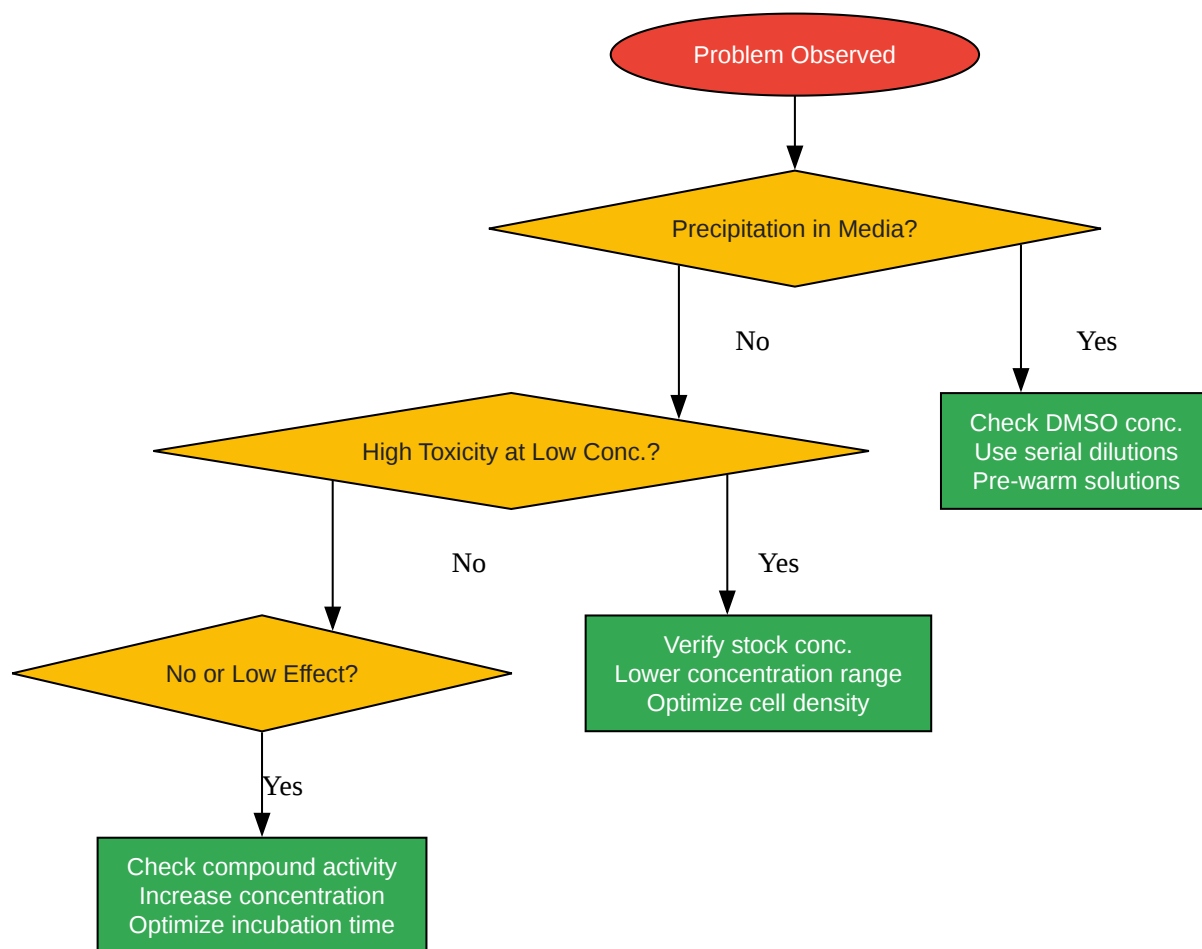 Problem Observed
Precipitation in Media?
No
Yes
Check DMSO conc.
Use serial dilutions
Pre-warm solutions
High Toxicity at Low Conc.?
No
Yes
Verify stock conc.
Lower concentration range
Optimize cell density
No or Low Effect?
Yes
Check compound activity
Increase concentration
Optimize incubation time